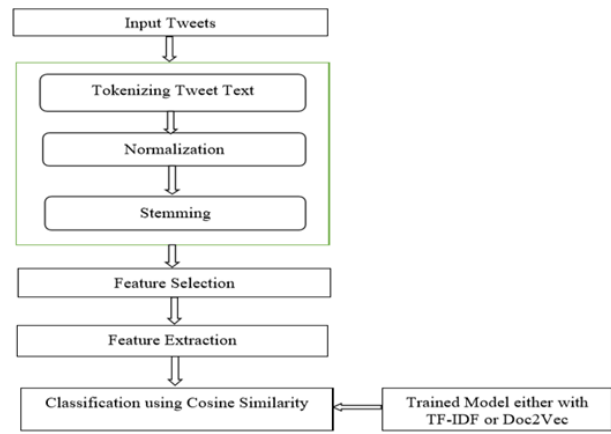 Input Tweets
Tokenizing Tweet Text
Normalization
Stemming
Feature Selection
Feature Extraction
Classification using Cosine Similarity
Trained Model either with
TF-IDF or Doc2Vec